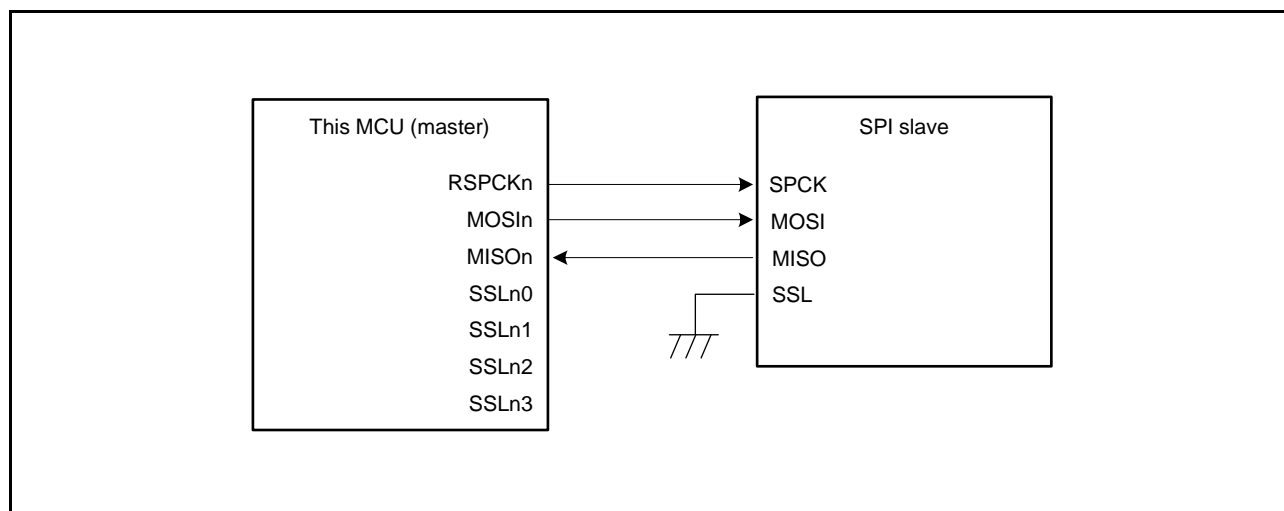 This MCU (master)
RSPCKn
MOSIn
MISOn
SSLn0
SSLn1
SSLn2
SSLn3
SPI slave
SPCK
MOSI
MISO
SSL